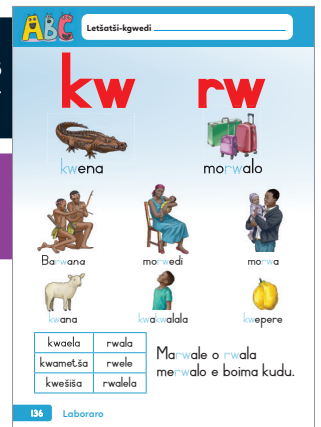 ABC
Letšatši-kgwedi
kw rw
kwena morwalo
Barwana morwedi morwa
kwana kwakwalala kwepere
kwaela rwala
kwametša rwele
kwešiša rwalela
Marwale o rwala
merwalo e boima kudu.
136 Laboraro